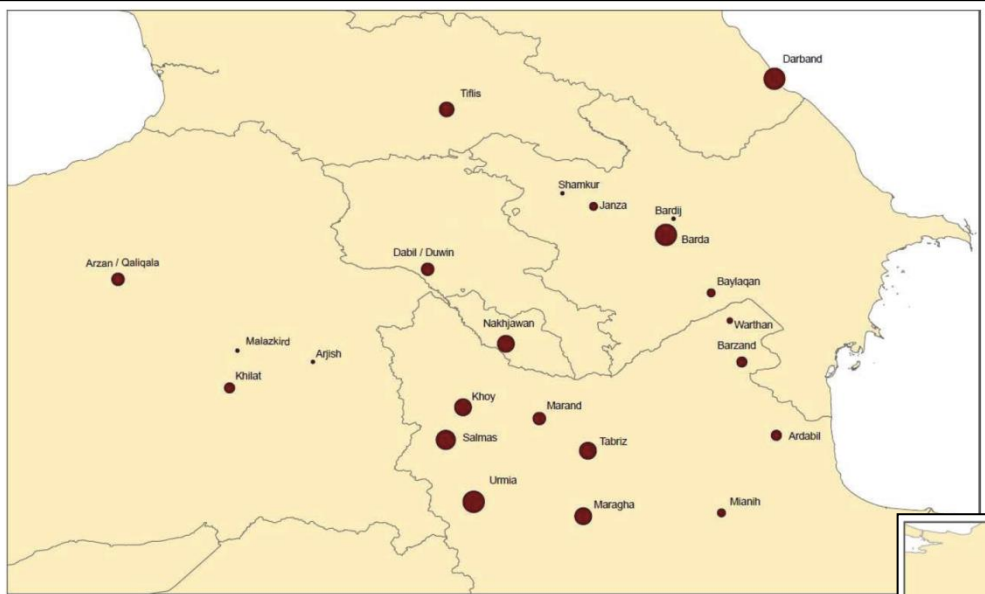 Darband
Tiflis
Shamkur
Janza
Bardij
Barda
Dabil / Duwin
Arzan / Qaliqala
Baylaqan
Nakhjawan
Warthan
Malazkird
Arjish
Barzand
Khilat
Khoy
Marand
Salmas
Tabriz
Ardabil
Urmia
Maragha
Mianih